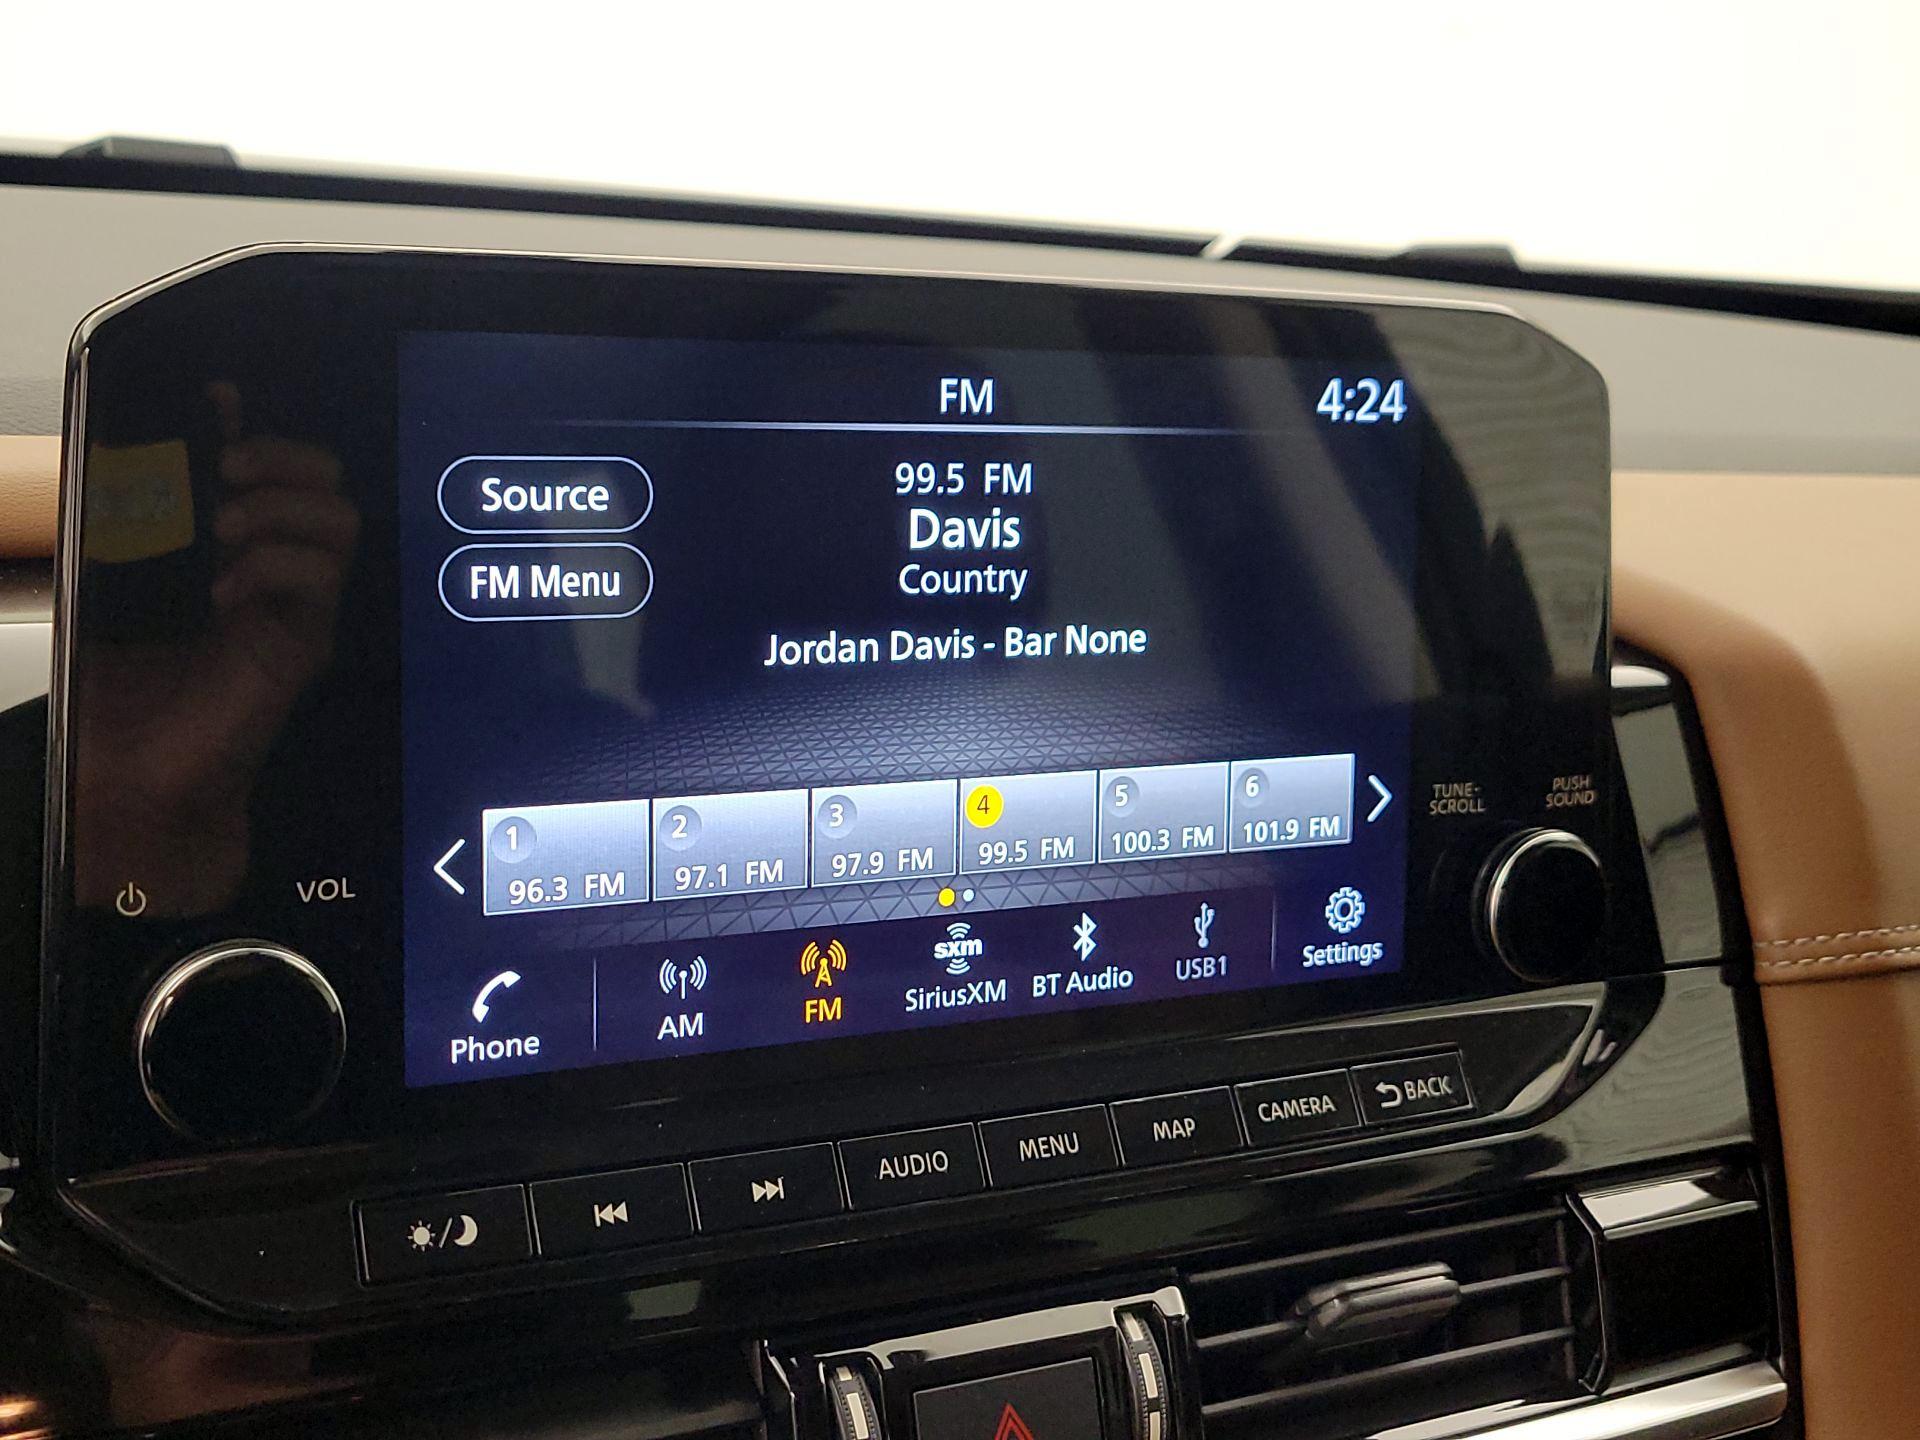 FM
4:24
Source
99.5 FM
Davis
FM Menu
Country
Jordan Davis - Bar None
1
96.3 FM
2
97.1 FM
3
97.9 FM
4
99.5 FM
5
100.3 FM
6
101.9 FM
VOL
TUNE-
SCROLL
PUSH
SOUND
Phone
AM
FM
sxm
SiriusXM
BT Audio
USB1
Settings
AUDIO
MENU
MAP
CAMERA
BACK